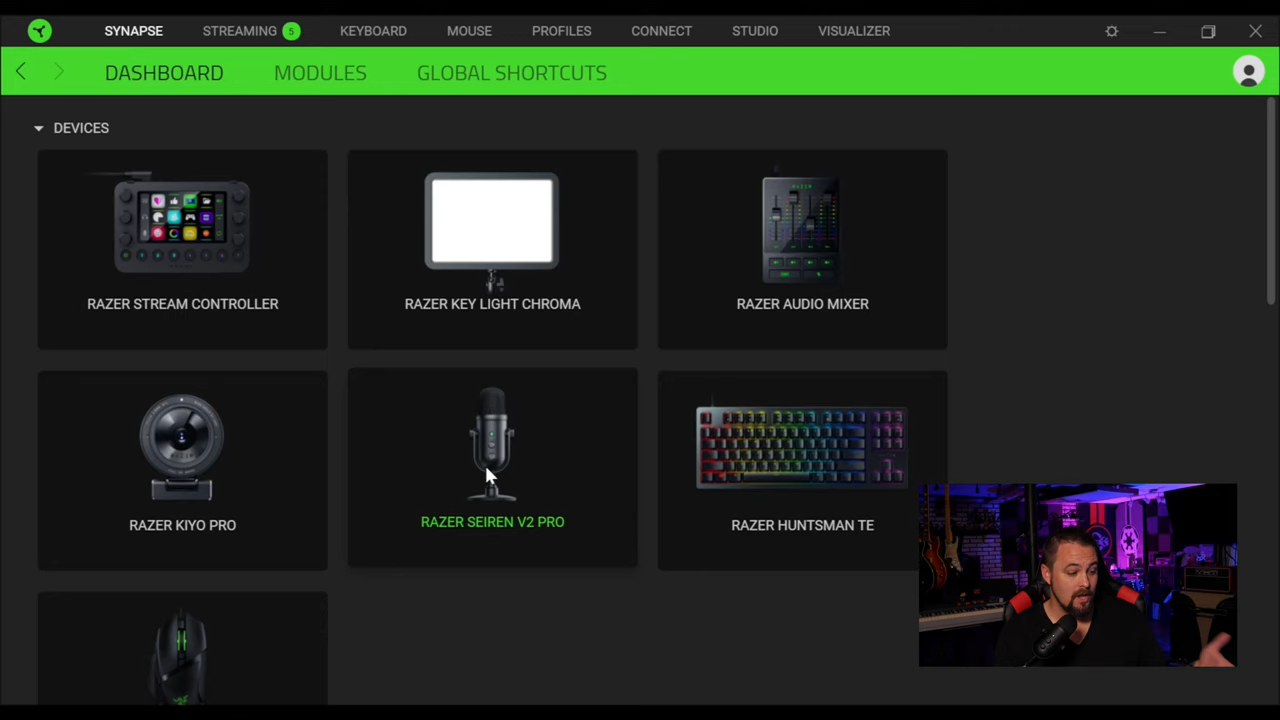 SYNAPSE STREAMING 5 KEYBOARD MOUSE PROFILES CONNECT STUDIO VISUALIZER
DASHBOARD MODULES GLOBAL SHORTCUTS
DEVICES
RAZER STREAM CONTROLLER RAZER KEY LIGHT CHROMA RAZER AUDIO MIXER
RAZER KIYO PRO RAZER SEIREN V2 PRO RAZER HUNTSMAN TE